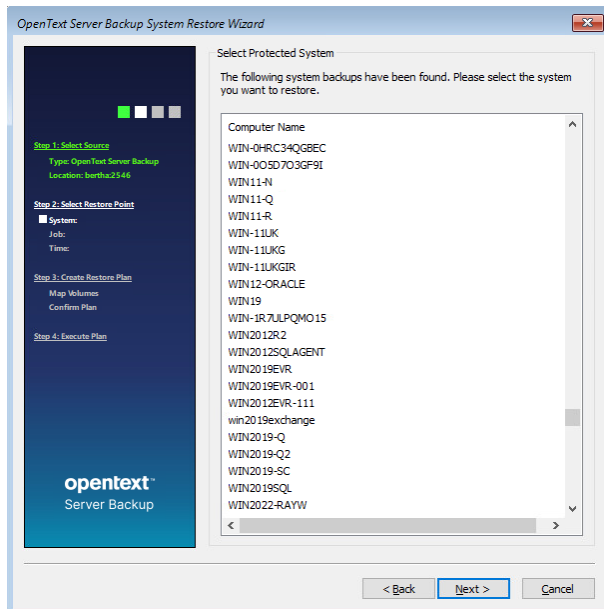 OpenText Server Backup System Restore Wizard
Step 1: Select Source
Type: OpenText Server Backup
Location: bertha:2546
Step 2: Select Restore Point
System:
Job:
Time:
Step 3: Create Restore Plan
Map Volumes
Confirm Plan
Step 4: Execute Plan
opentext™
Server Backup
Select Protected System
The following system backups have been found. Please select the system
you want to restore.
Computer Name
WIN-0HRC34QGBEC
WIN-0O5D7O3GF9I
WIN11-N
WIN11-Q
WIN11-R
WIN-11UK
WIN-11UKG
WIN-11UKGIR
WIN12-ORACLE
WIN19
WIN-1R7ULPQMO15
WIN2012R2
WIN2012SQLAGENT
WIN2019EVR
WIN2019EVR-001
WIN2012EVR-111
win2019exchange
WIN2019-Q
WIN2019-Q2
WIN2019-SC
WIN2019SQL
WIN2022-RAYW
< Back
Next >
Cancel